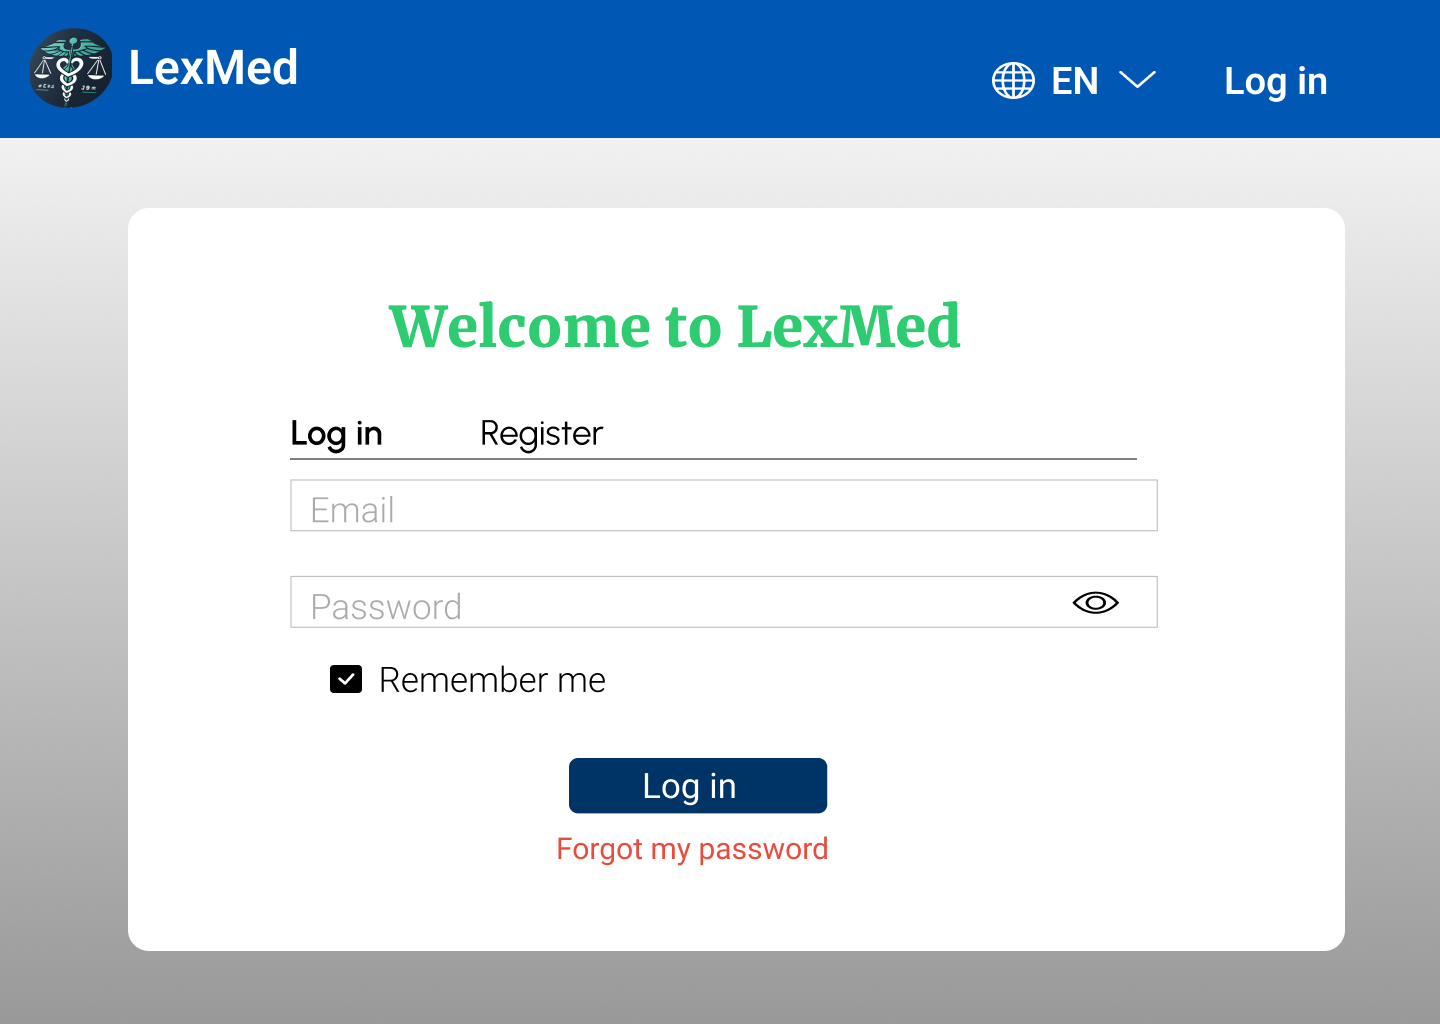 LexMed
EN
Log in
Welcome to LexMed
Log in
Register
Email
Password
Remember me
Log in
Forgot my password